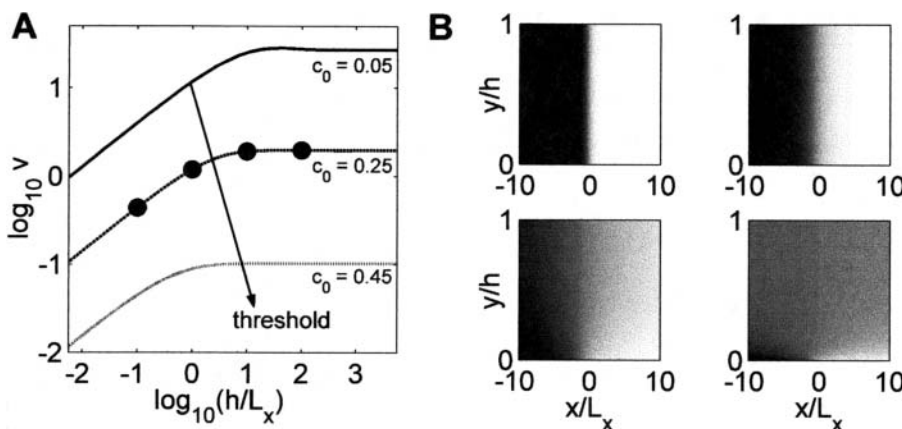 A
log₁₀ v
1
0
-1
-2
c₀ = 0.05
c₀ = 0.25
c₀ = 0.45
threshold
-2 -1 0 1 2 3
log₁₀(h/Lₓ)
B
y/h
1
0
-10 0 10
1
0
-10 0 10
y/h
1
0
-10 0 10
x/Lₓ
1
0
-10 0 10
x/Lₓ